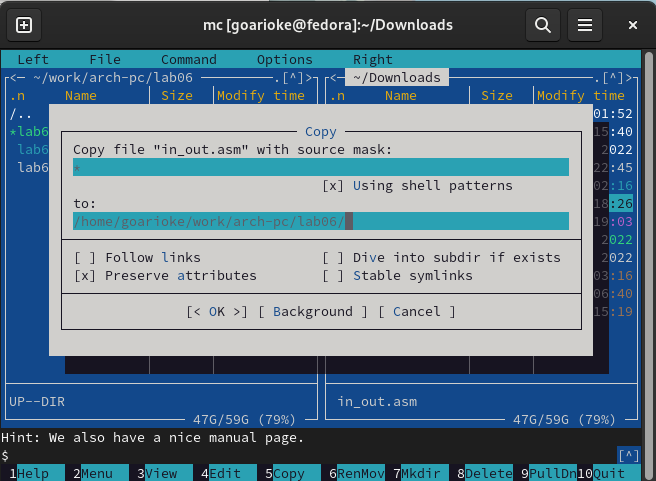 mc [goarioke@fedora]:~/Downloads
Left File Command Options Right
<─ ~/work/arch-pc/lab06 ─.[^]> <─ ~/Downloads ─.[^]>
.n Name Size Modify time .n Name Size Modify time
/.. 01:52
*lab6 15:40
lab6 2022
lab6 22:45
02:16
18:26
19:03
2022
2022
03:16
06:40
15:19
Copy
Copy file "in_out.asm" with source mask:
*
[x] Using shell patterns
to:
/home/goarioke/work/arch-pc/lab06/
[ ] Follow links [ ] Dive into subdir if exists
[x] Preserve attributes [ ] Stable symlinks
[< OK >] [ Background ] [ Cancel ]
UP--DIR in_out.asm
47G/59G (79%) 47G/59G (79%)
Hint: We also have a nice manual page.
$ [^]
1Help 2Menu 3View 4Edit 5Copy 6RenMov 7Mkdir 8Delete 9PullDn 10Quit